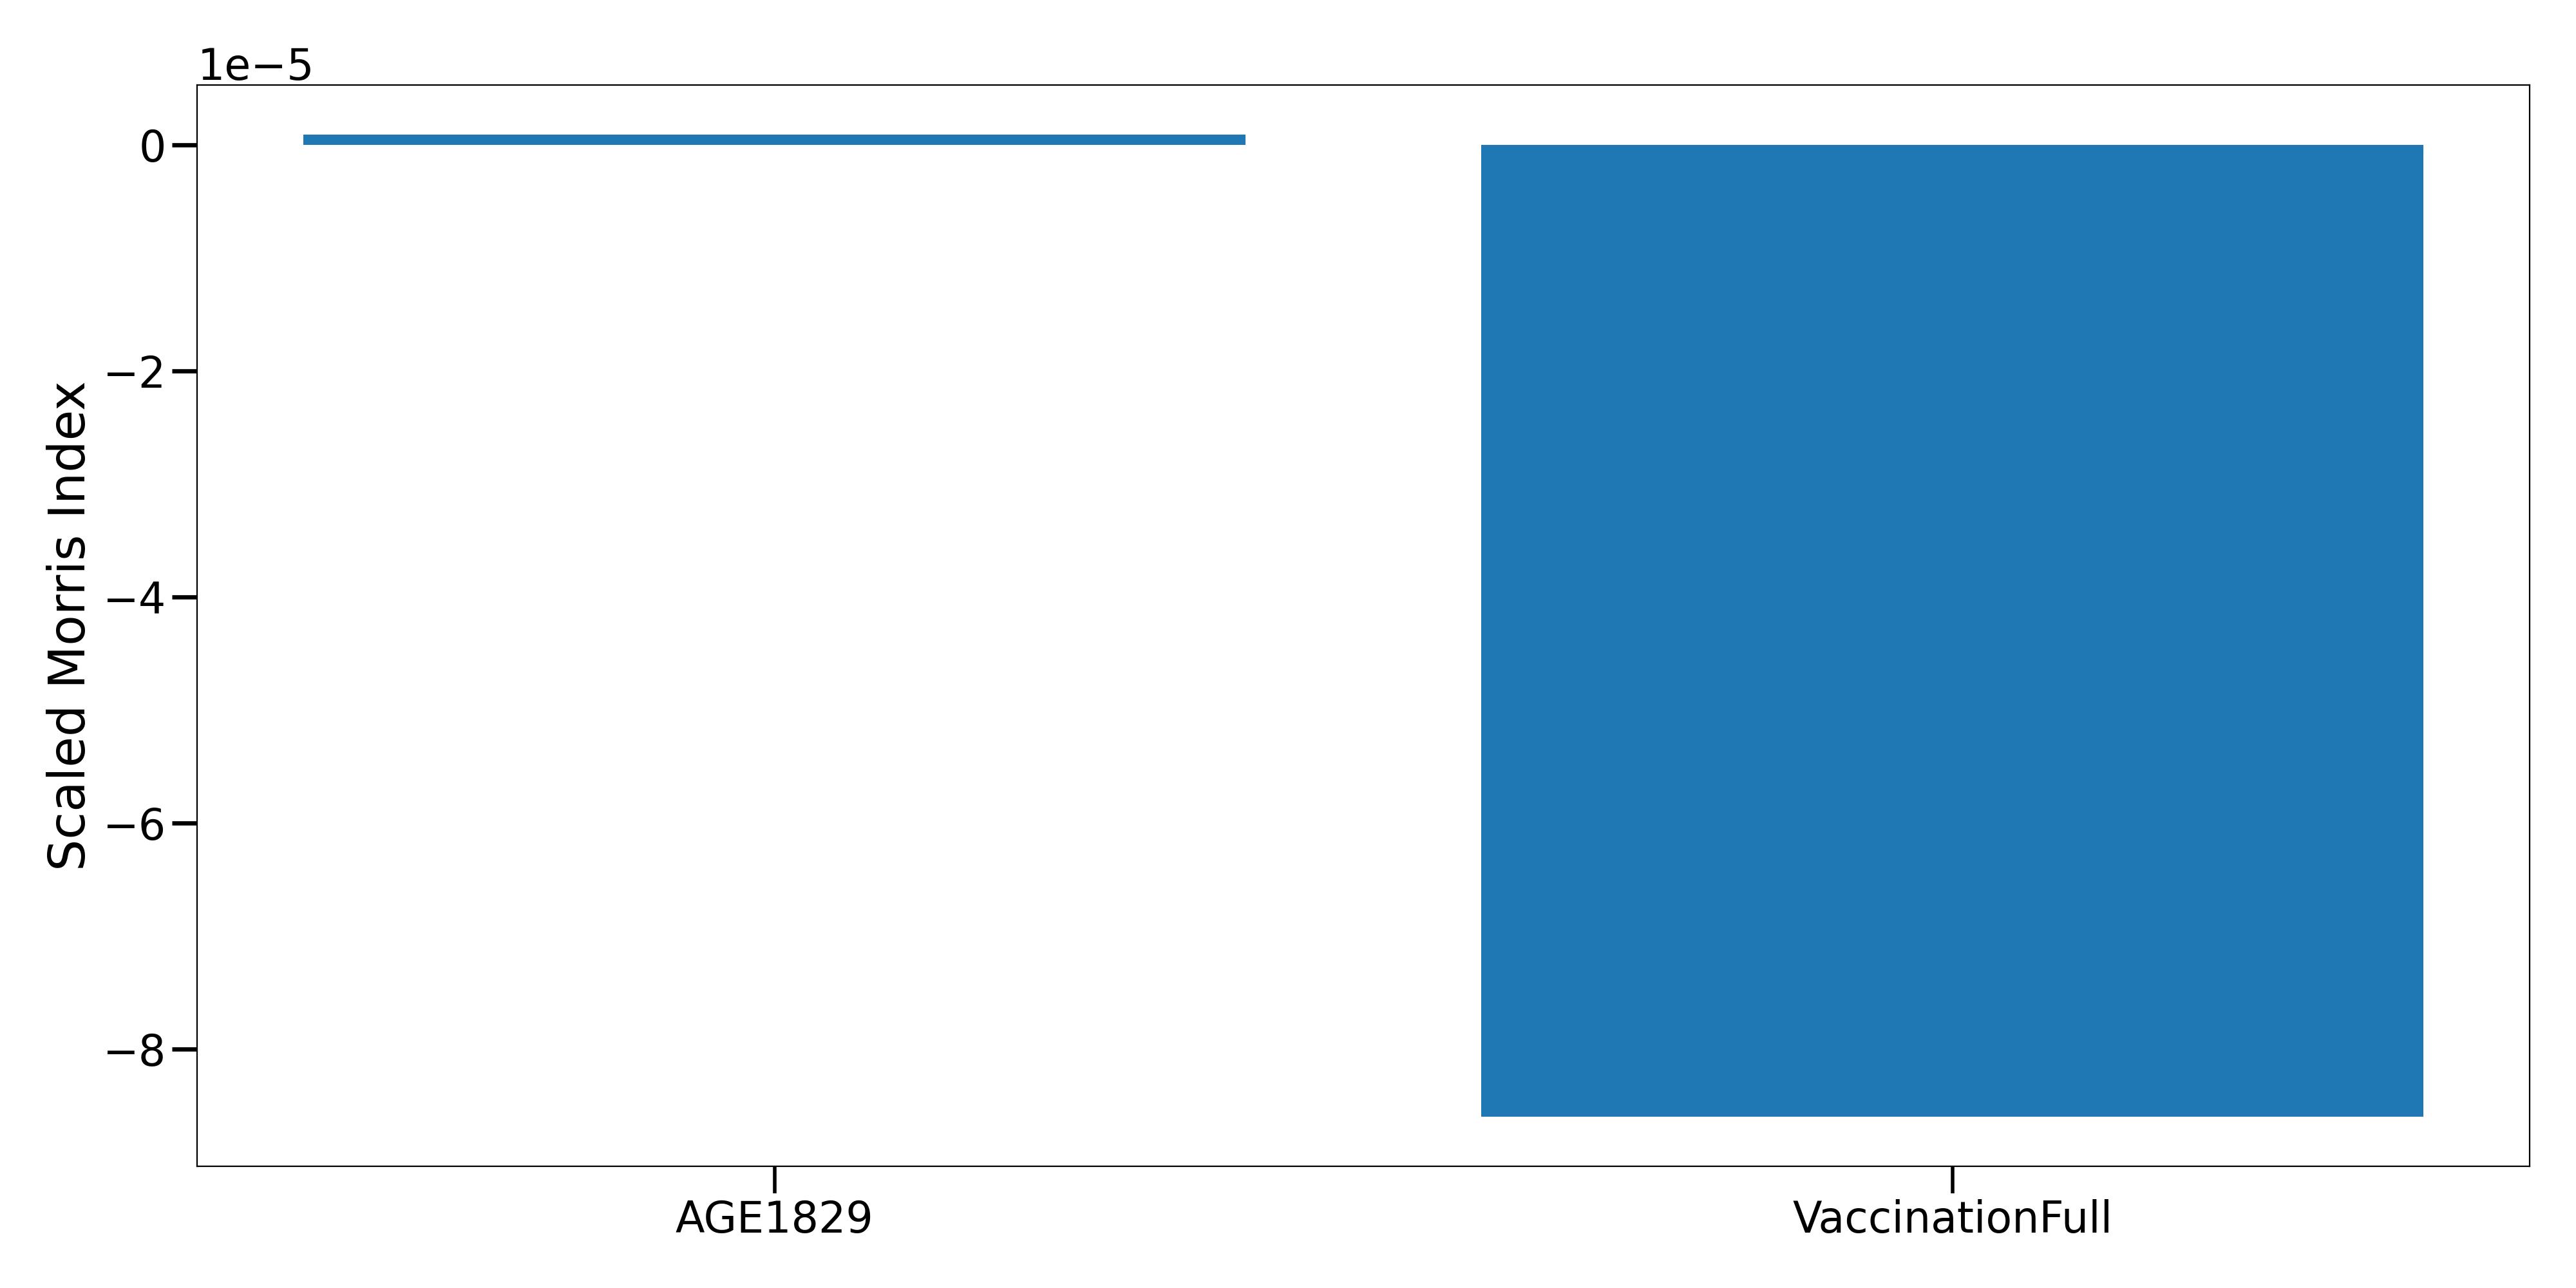 1e−5
0
−2
−4
−6
−8
Scaled Morris Index
AGE1829
VaccinationFull